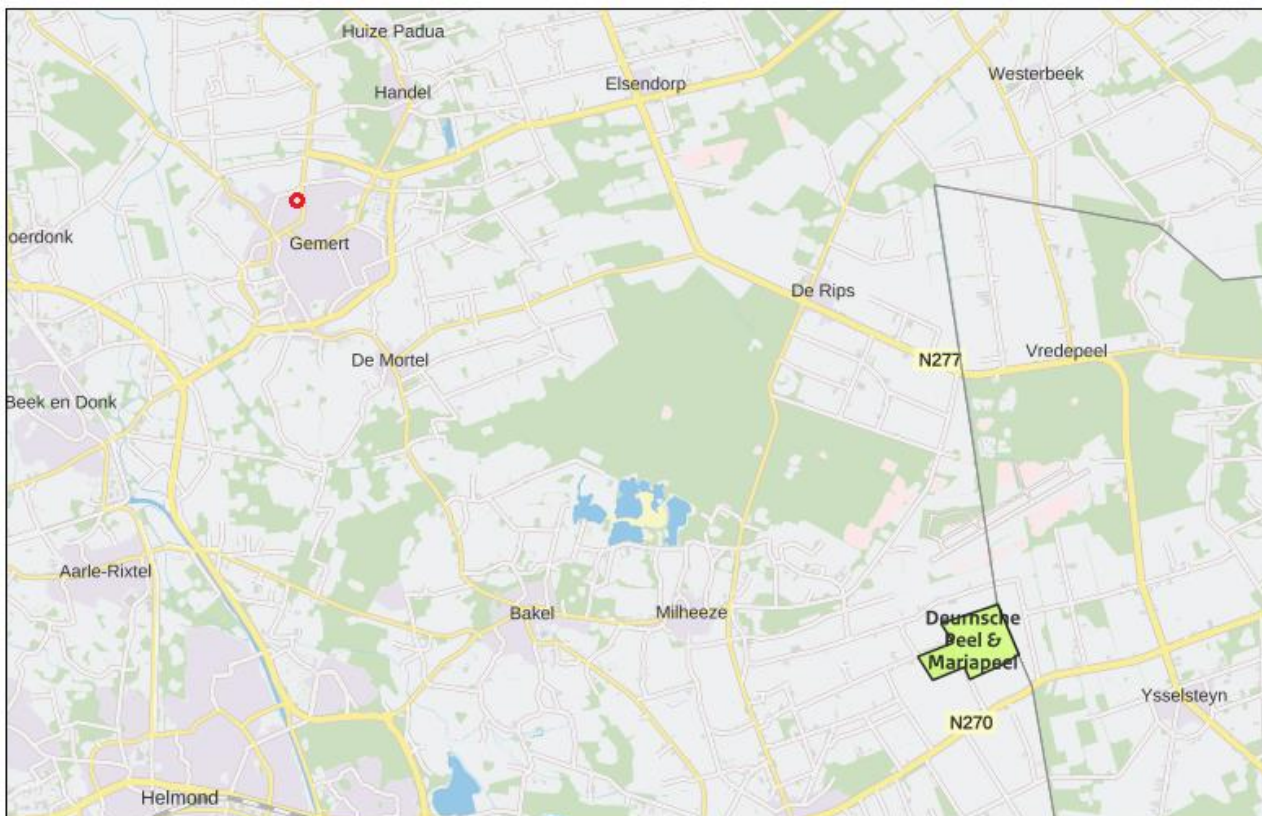 Huize Padua
Elsendorp
Westerbeek
Handel
oerdonk
Gemert
De Rips
De Mortel
N277
Vredepeel
Beek en Donk
Aarle-Rixtel
Bakel
Milheeze
Deurnsche
Peel &
Mariapeel
Ysselsteyn
N270
Helmond